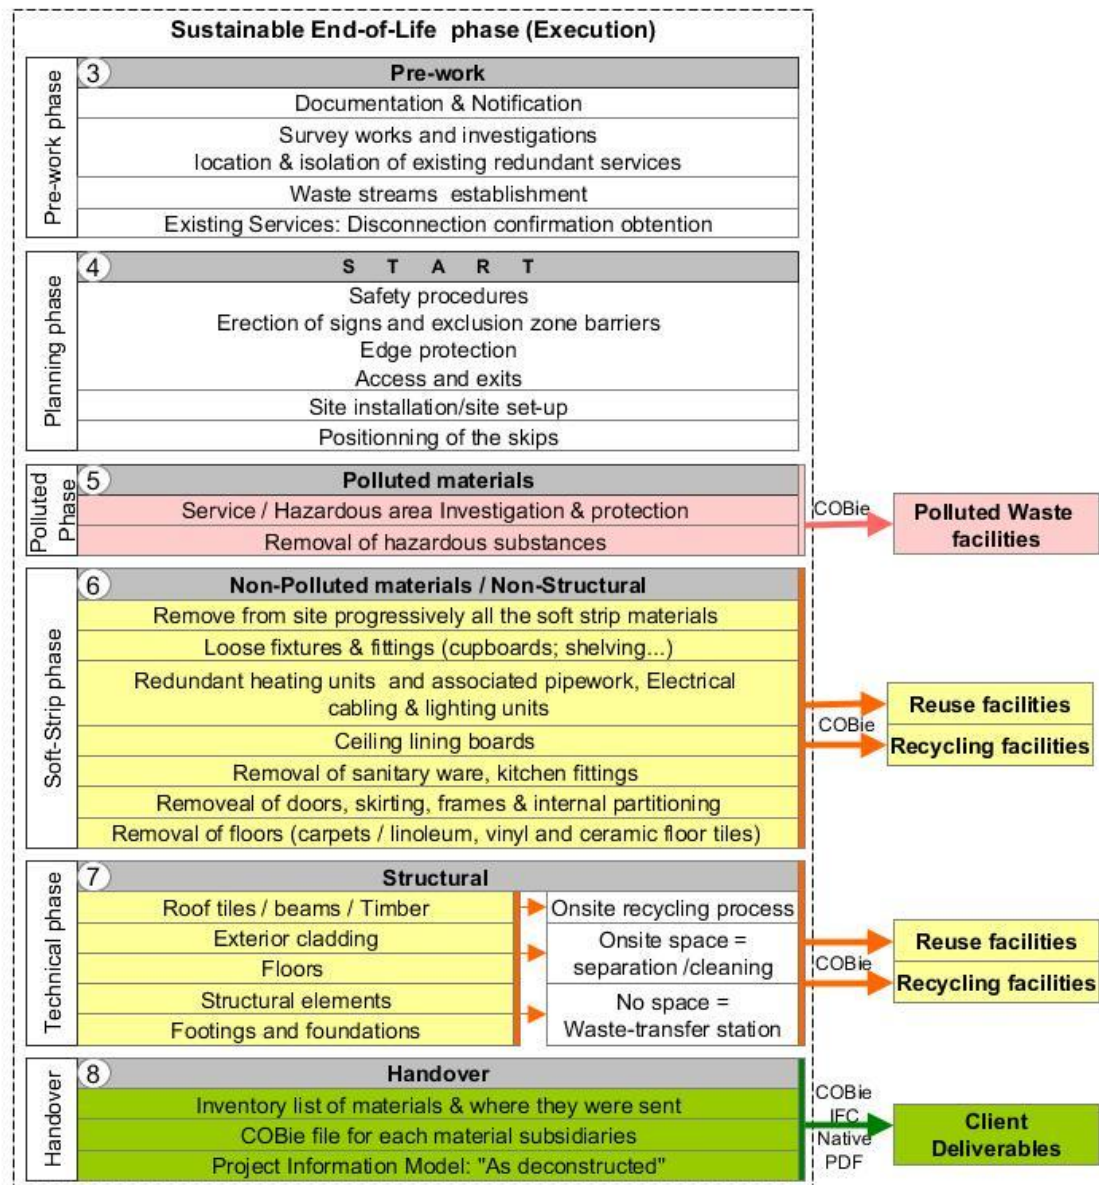 Sustainable End-of-Life phase (Execution)
Pre-work phase
3
Pre-work
Documentation & Notification
Survey works and investigations
location & isolation of existing redundant services
Waste streams establishment
Existing Services: Disconnection confirmation obtention
Planning phase
4
S T A R T
Safety procedures
Erection of signs and exclusion zone barriers
Edge protection
Access and exits
Site installation/site set-up
Positionning of the skips
Polluted
Phase
5
Polluted materials
Service / Hazardous area Investigation & protection
Removal of hazardous substances
COBie
Polluted Waste
facilities
Soft-Strip phase
6
Non-Polluted materials / Non-Structural
Remove from site progressively all the soft strip materials
Loose fixtures & fittings (cupboards; shelving...)
Redundant heating units and associated pipework, Electrical
cabling & lighting units
Ceiling lining boards
Removal of sanitary ware, kitchen fittings
Removeal of doors, skirting, frames & internal partitioning
Removal of floors (carpets / linoleum, vinyl and ceramic floor tiles)
COBie
Reuse facilities
Recycling facilities
Technical phase
7
Structural
Roof tiles / beams / Timber
Exterior cladding
Floors
Structural elements
Footings and foundations
Onsite recycling process
Onsite space =
separation /cleaning
No space =
Waste-transfer station
COBie
Reuse facilities
Recycling facilities
Handover
8
Handover
Inventory list of materials & where they were sent
COBie file for each material subsidiaries
Project Information Model: "As deconstructed"
COBie
IFC
Native
PDF
Client
Deliverables